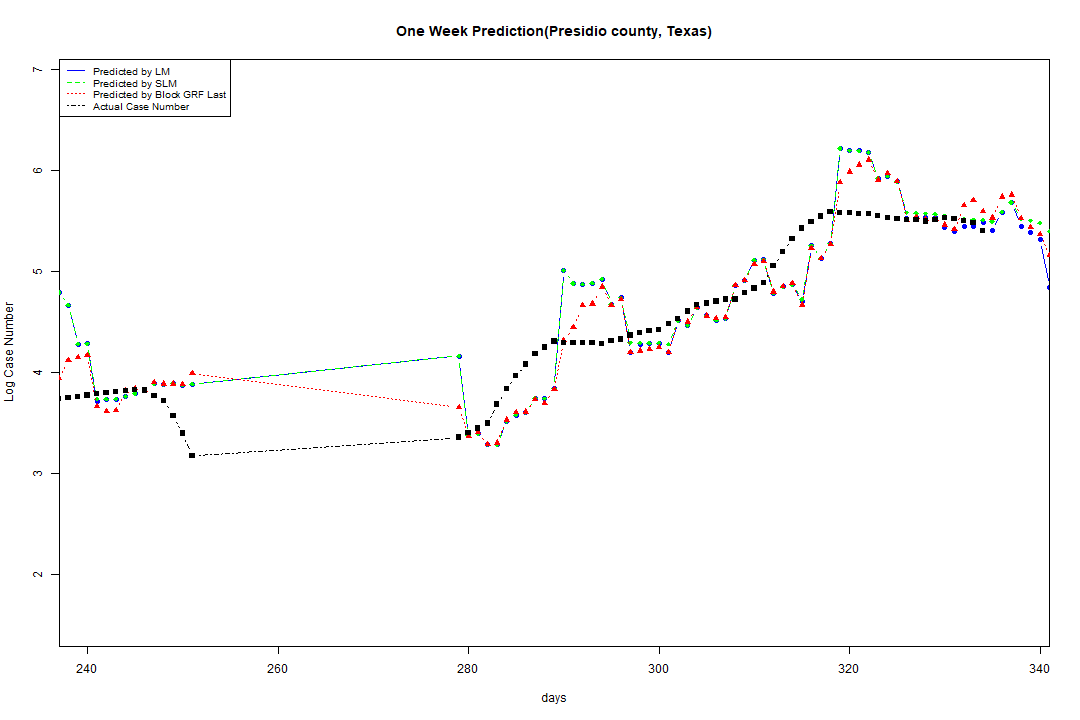 One Week Prediction(Presidio county, Texas)
Predicted by LM
Predicted by SLM
Predicted by Block GRF Last
Actual Case Number
7
6
5
4
3
2
Log Case Number
240 260 280 300 320 340
days